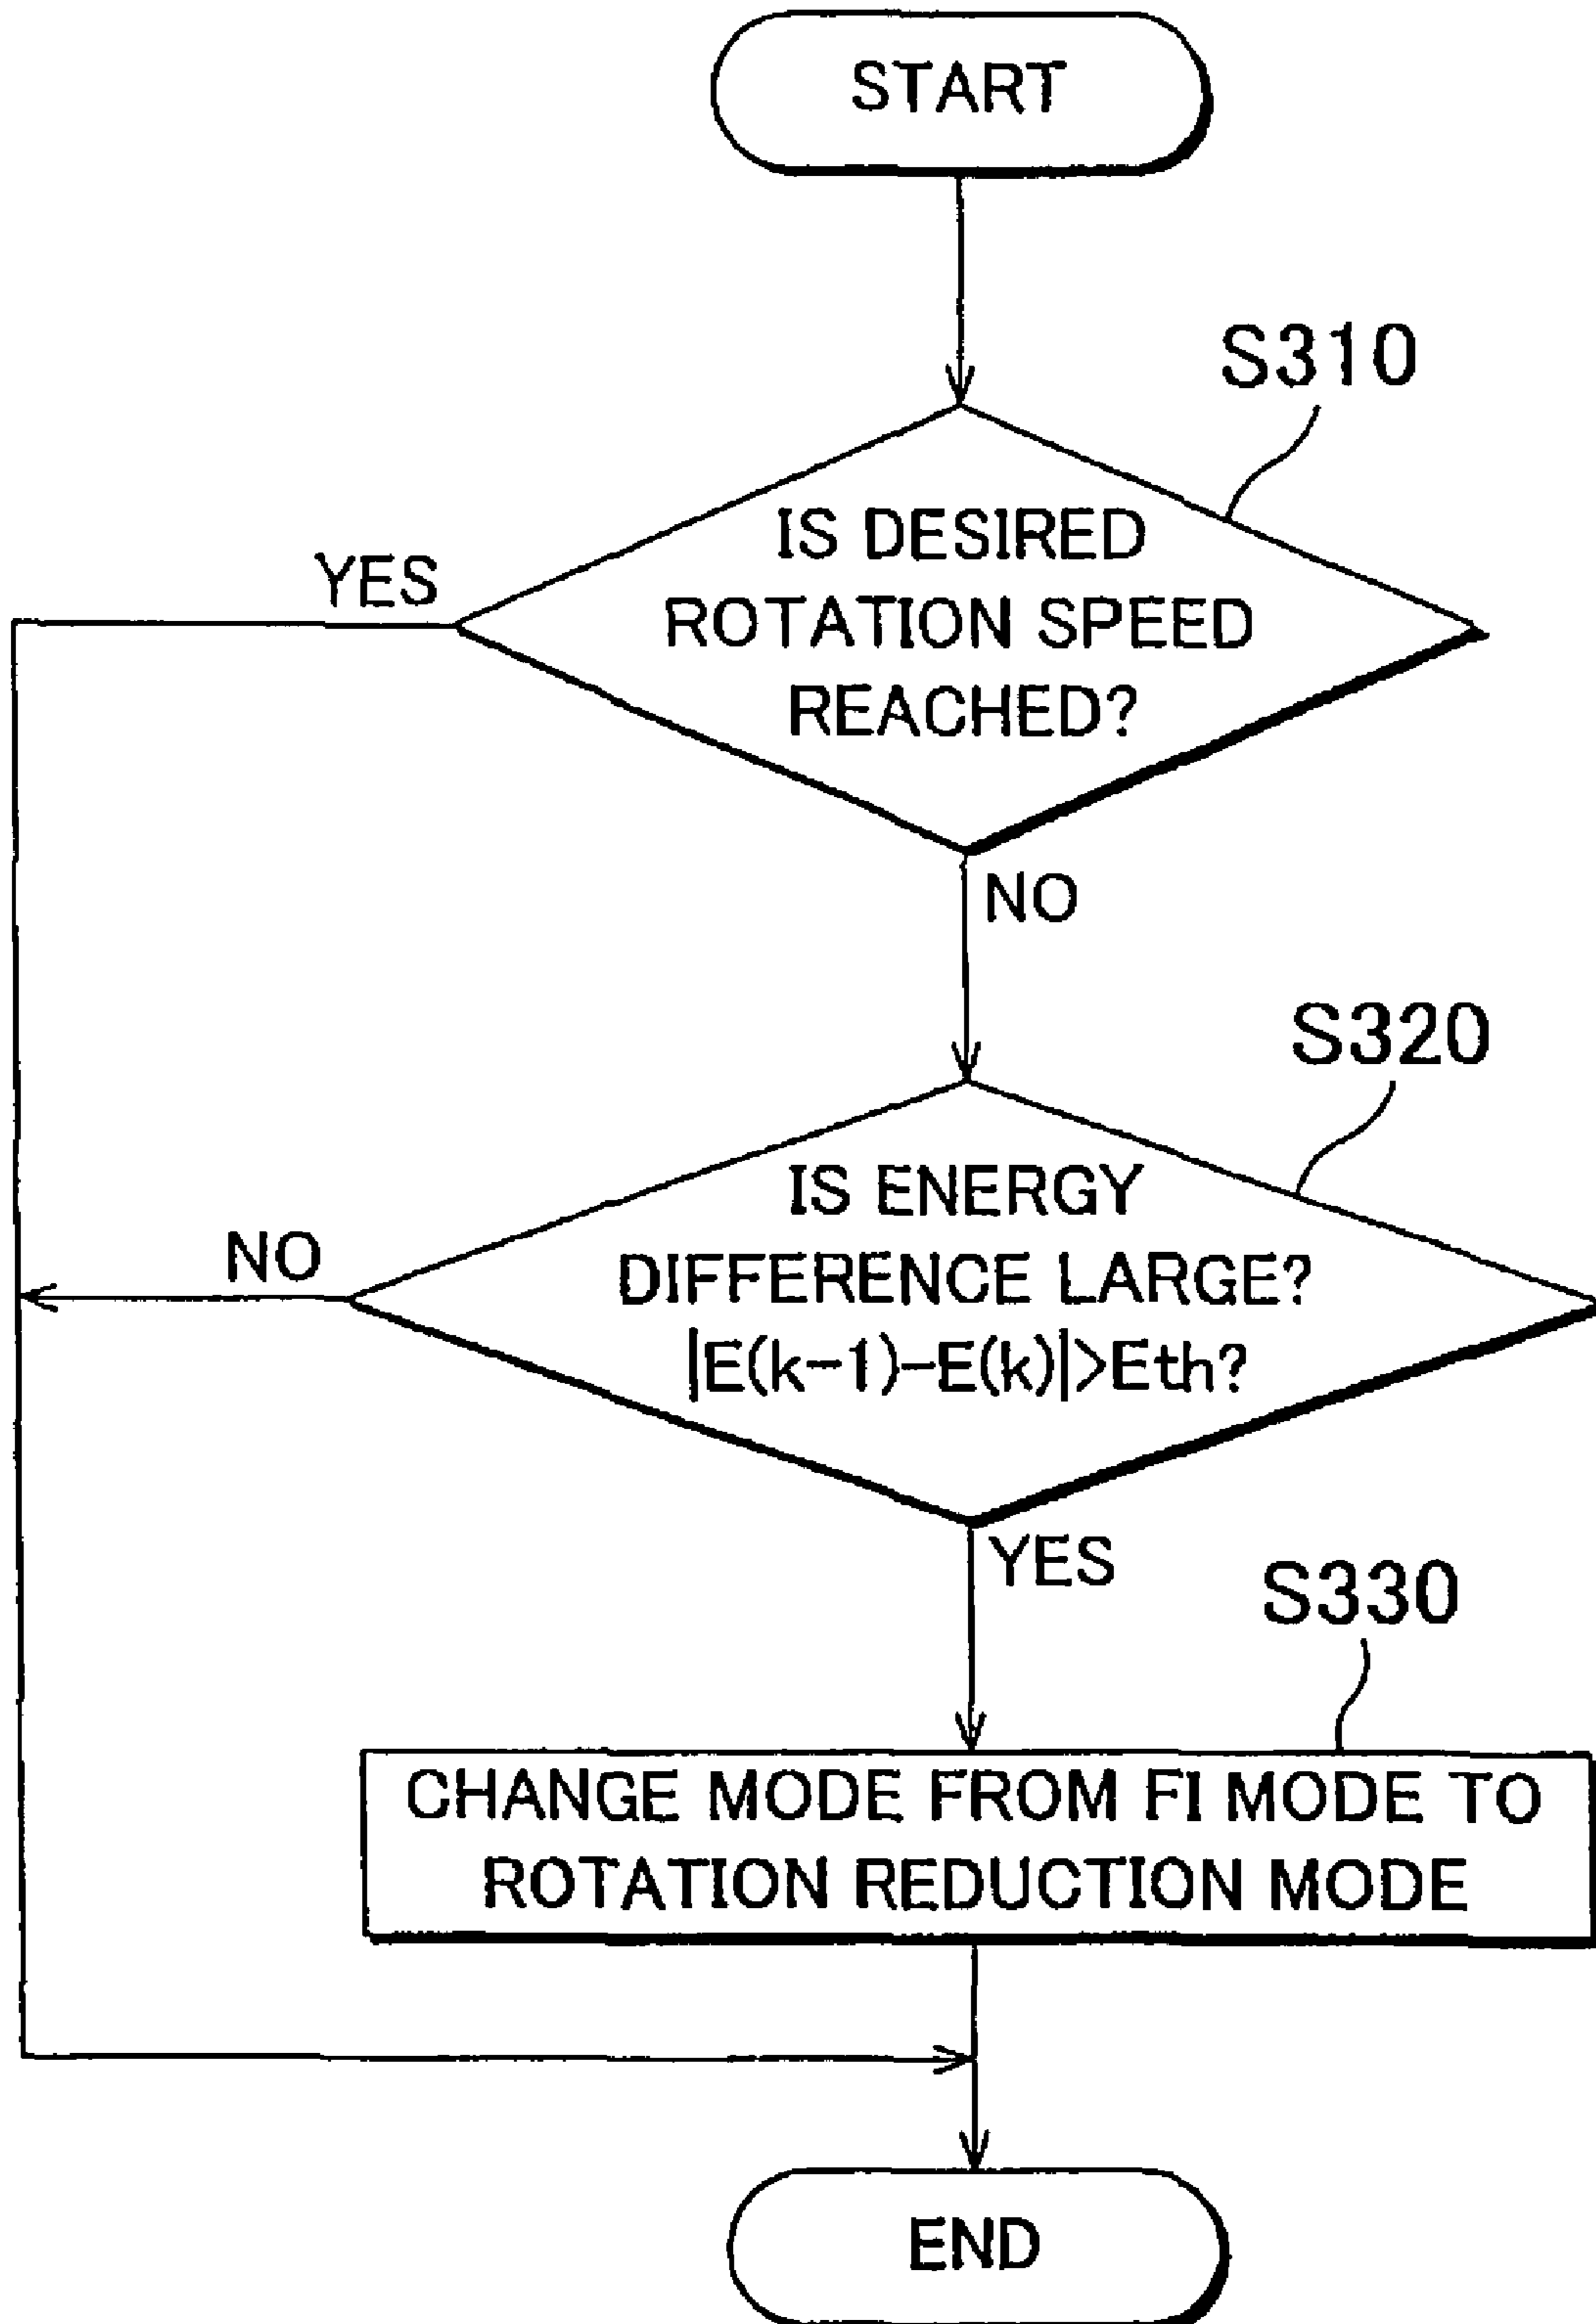 START
S310
IS DESIRED
ROTATION SPEED
REACHED?
YES
NO
S320
IS ENERGY
DIFFERENCE LARGE?
|E(k-1)-E(k)|>Eth?
NO
YES
S330
CHANGE MODE FROM FI MODE TO
ROTATION REDUCTION MODE
END